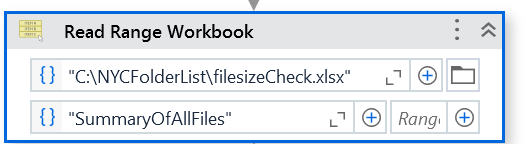 Read Range Workbook
{} "C:\NYCFolderList\filesizeCheck.xlsx"
{} "SummaryOfAllFiles" Rang